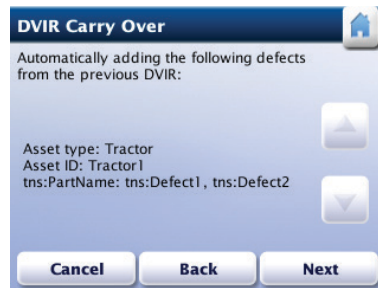 DVIR Carry Over
Automatically adding the following defects
from the previous DVIR:
Asset type: Tractor
Asset ID: Tractor1
tns:PartName: tns:Defect1, tns:Defect2
Cancel
Back
Next